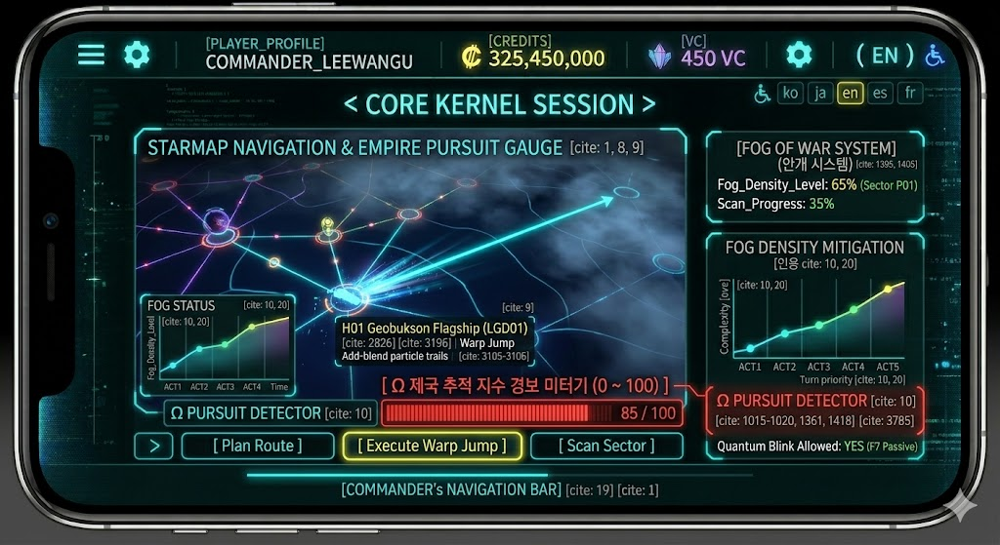 [PLAYER_PROFILE]
COMMANDER_LEEWANGU
[CREDITS]
325,450,000
[VC]
450 VC
( EN )
ko ja en es fr
< CORE KERNEL SESSION >
STARMAP NAVIGATION & EMPIRE PURSUIT GAUGE [cite: 1, 8, 9]
FOG STATUS [cite: 10, 20]
[cite: 10, 20]
Fog_Density_Level
ACT1 ACT2 ACT3 ACT4 Time
[cite: 9]
H01 Geobukson Flagship (LGD01)
[cite: 2826] [cite: 3196] | Warp Jump
Add-blend particle trails | [cite: 3105-3106]
[ Ω 제국 추적 지수 경보 미터기 (0 ~ 100) ]
Ω PURSUIT DETECTOR [cite: 10]
85 / 100
>
[ Plan Route ]
[ Execute Warp Jump ]
[ Scan Sector ]
[COMMANDER's NAVIGATION BAR] [cite: 19] [cite: 1]
[FOG OF WAR SYSTEM]
(안개 시스템) [cite: 1395, 1405]
Fog_Density_Level: 65% (Sector P01)
Scan_Progress: 35%
FOG DENSITY MITIGATION
[인용 cite: 10, 20]
[cite: 10, 20]
Complexity [ove]
ACT1 ACT2 ACT3 ACT4 ACT5
Turn priority [cite: 10, 20]
Ω PURSUIT DETECTOR [cite: 10]
[cite: 1015-1020, 1361, 1418] [cite: 3785]
Quantum Blink Allowed: YES (F7 Passive)